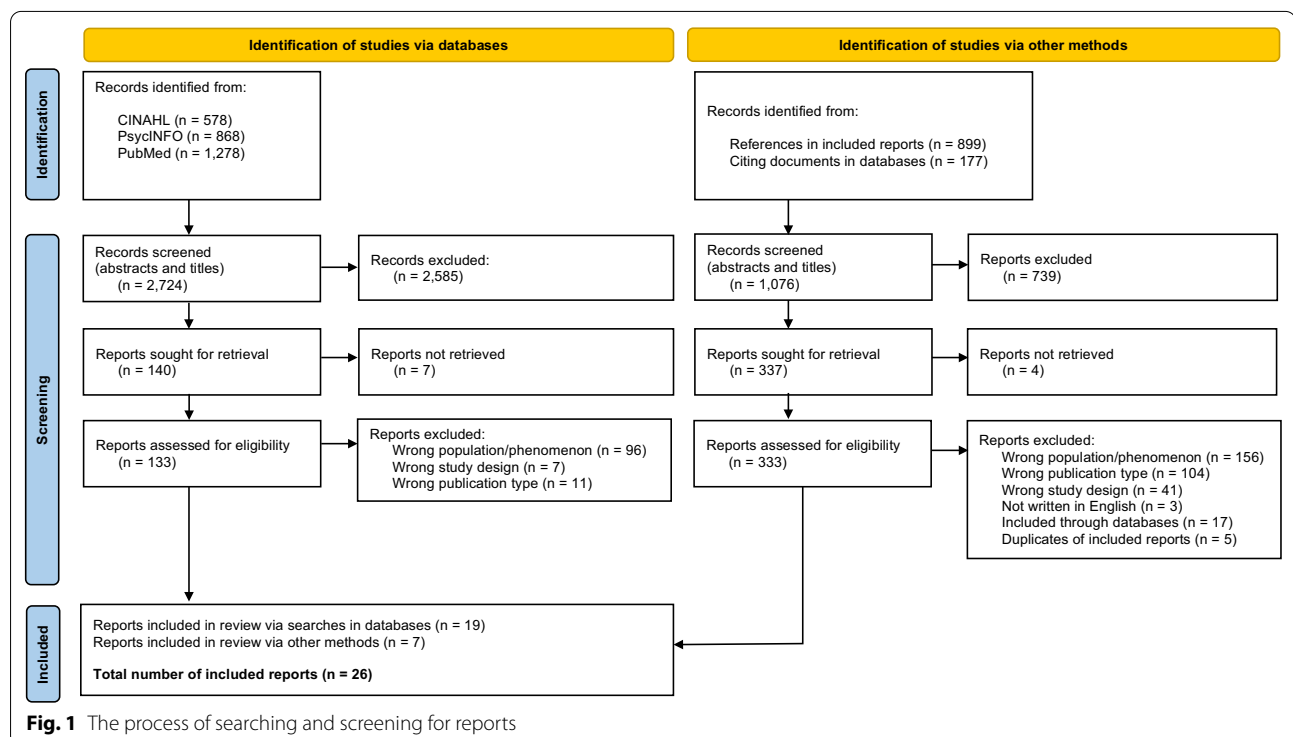 Identification of studies via databases
Identification of studies via other methods
Identification
Records identified from:
CINAHL (n = 578)
PsycINFO (n = 868)
PubMed (n = 1,278)
Records identified from:
References in included reports (n = 899)
Citing documents in databases (n = 177)
Screening
Records screened
(abstracts and titles)
(n = 2,724)
Records excluded:
(n = 2,585)
Records screened
(abstracts and titles)
(n = 1,076)
Reports excluded
(n = 739)
Reports sought for retrieval
(n = 140)
Reports not retrieved
(n = 7)
Reports sought for retrieval
(n = 337)
Reports not retrieved
(n = 4)
Reports assessed for eligibility
(n = 133)
Reports excluded:
Wrong population/phenomenon (n = 96)
Wrong study design (n = 7)
Wrong publication type (n = 11)
Reports assessed for eligibility
(n = 333)
Reports excluded:
Wrong population/phenomenon (n = 156)
Wrong publication type (n = 104)
Wrong study design (n = 41)
Not written in English (n = 3)
Included through databases (n = 17)
Duplicates of included reports (n = 5)
Included
Reports included in review via searches in databases (n = 19)
Reports included in review via other methods (n = 7)
Total number of included reports (n = 26)
Fig. 1 The process of searching and screening for reports